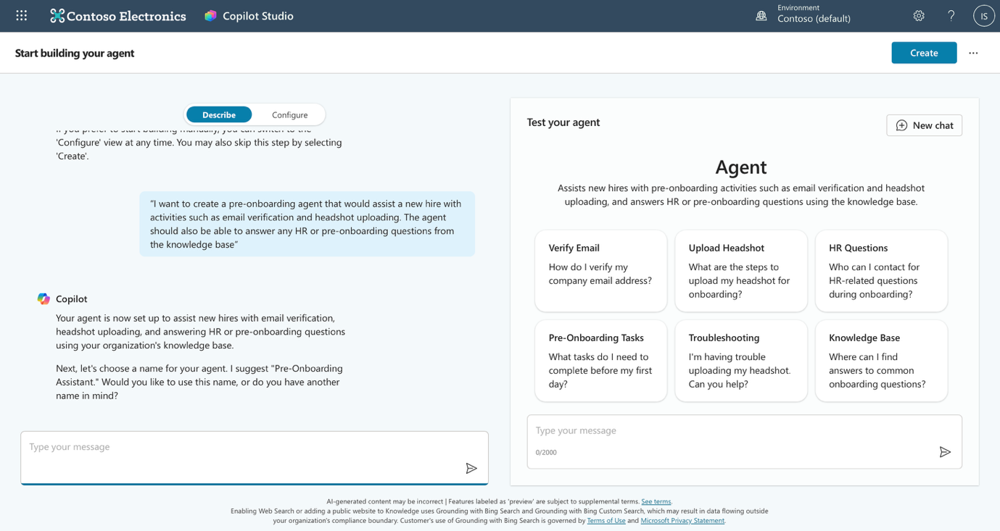 Contoso Electronics
Copilot Studio
Environment
Contoso (default)
?
IS
Start building your agent
Create
...
Describe
Configure
If you prefer to start building manually, you can switch to the
'Configure' view at any time. You may also skip this step by selecting
'Create'.
“I want to create a pre-onboarding agent that would assist a new hire with
activities such as email verification and headshot uploading. The agent
should also be able to answer any HR or pre-onboarding questions from
the knowledge base”
Copilot
Your agent is now set up to assist new hires with email verification,
headshot uploading, and answering HR or pre-onboarding questions
using your organization's knowledge base.
Next, let's choose a name for your agent. I suggest "Pre-Onboarding
Assistant." Would you like to use this name, or do you have another
name in mind?
Type your message
Test your agent
New chat
Agent
Assists new hires with pre-onboarding activities such as email verification and headshot
uploading, and answers HR or pre-onboarding questions using the knowledge base.
Verify Email
How do I verify my
company email address?
Upload Headshot
What are the steps to
upload my headshot for
onboarding?
HR Questions
Who can I contact for
HR-related questions
during onboarding?
Pre-Onboarding Tasks
What tasks do I need to
complete before my first
day?
Troubleshooting
I'm having trouble
uploading my headshot.
Can you help?
Knowledge Base
Where can I find
answers to common
onboarding questions?
Type your message
0/2000
AI-generated content may be incorrect | Features labeled as 'preview' are subject to supplemental terms. See terms.
Enabling Web Search or adding a public website to Knowledge uses Grounding with Bing Search and Grounding with Bing Custom Search, which may result in data flowing outside
your organization's compliance boundary. Customer's use of Grounding with Bing Search is governed by Terms of Use and Microsoft Privacy Statement.